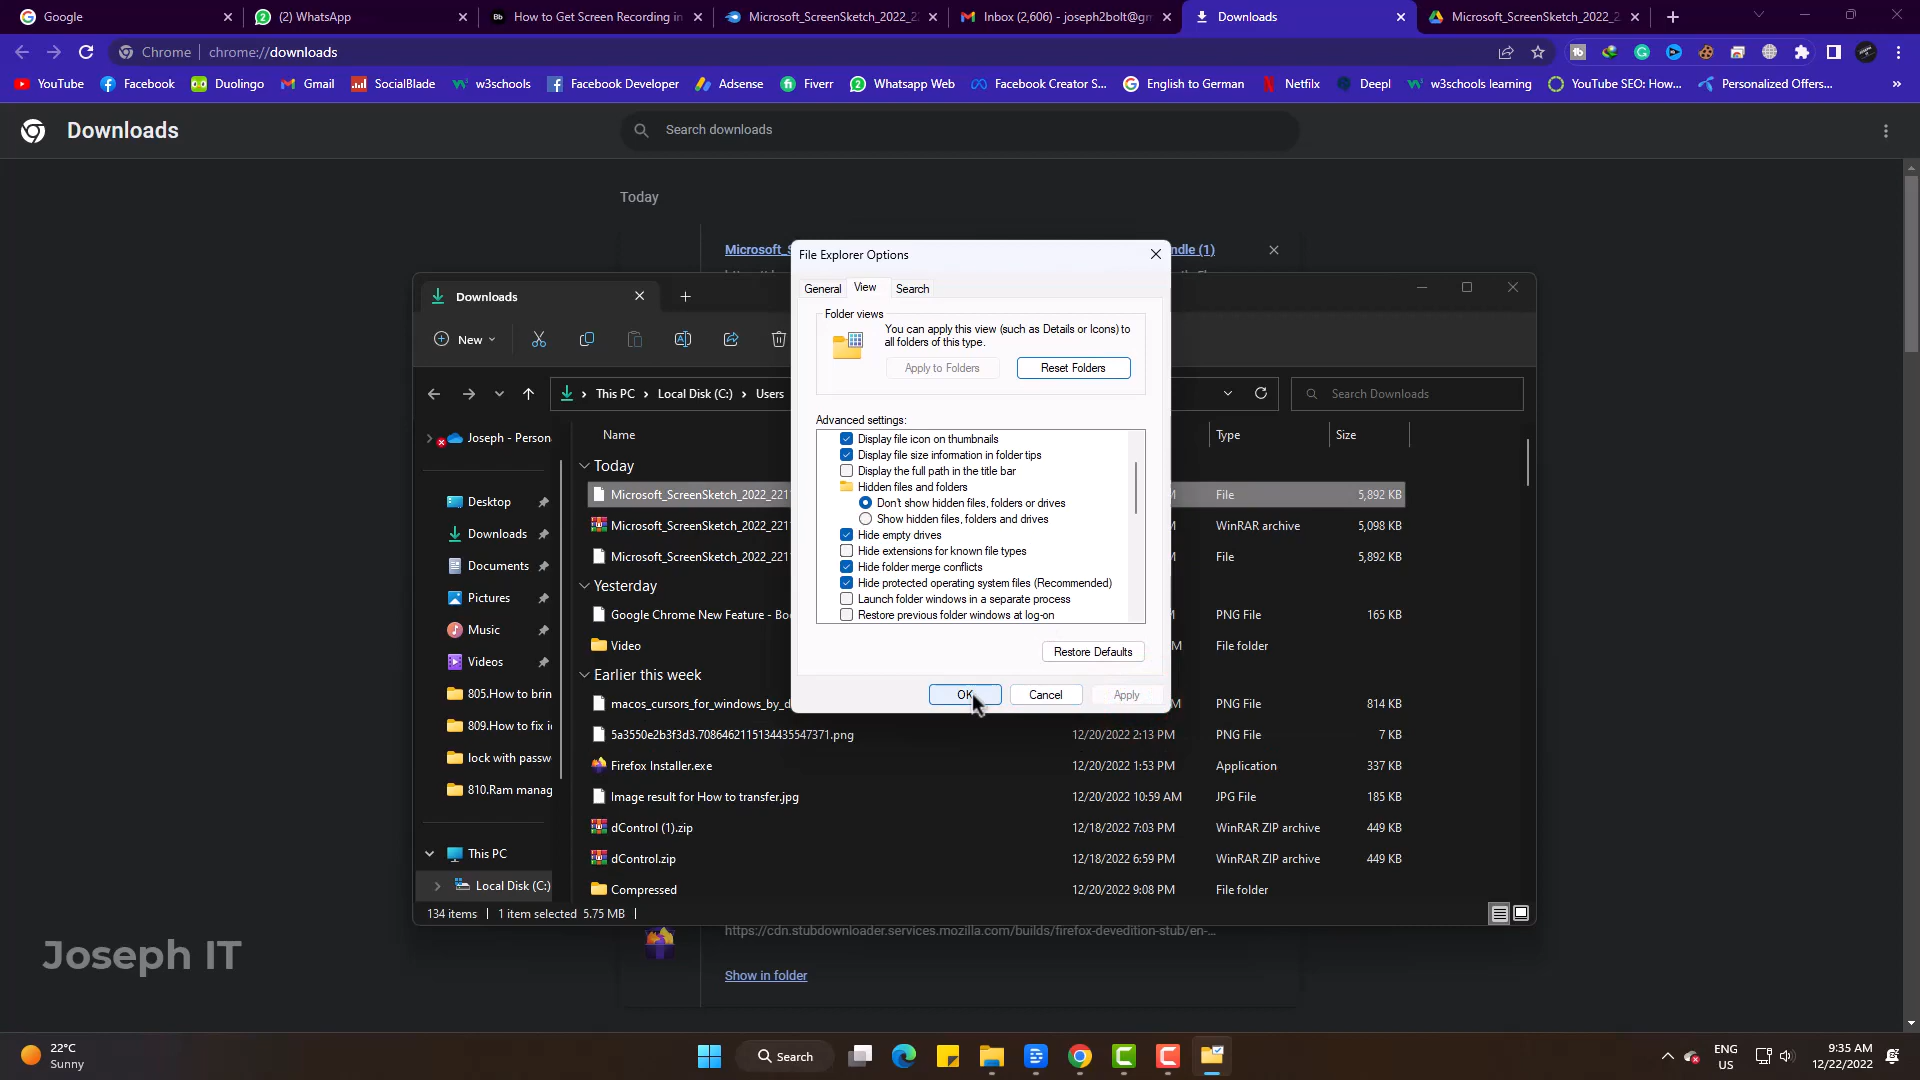 Google
(2) WhatsApp
How to Get Screen Recording in
Microsoft_ScreenSketch_2022_2
Inbox (2,606) - joseph2bolt@gm
Downloads
Microsoft_ScreenSketch_2022_2
Chrome
chrome://downloads
YouTube
Facebook
Duolingo
Gmail
SocialBlade
w3schools
Facebook Developer
Adsense
Fiverr
Whatsapp Web
Facebook Creator S...
English to German
Netfilx
Deepl
w3schools learning
YouTube SEO: How...
Personalized Offers...
Downloads
Search downloads
Today
Microsoft_S
ndle (1)
File Explorer Options
General
View
Search
Folder views
You can apply this view (such as Details or Icons) to
all folders of this type.
Apply to Folders
Reset Folders
Advanced settings:
Display file icon on thumbnails
Display file size information in folder tips
Display the full path in the title bar
Hidden files and folders
Don't show hidden files, folders or drives
Show hidden files, folders and drives
Hide empty drives
Hide extensions for known file types
Hide folder merge conflicts
Hide protected operating system files (Recommended)
Launch folder windows in a separate process
Restore previous folder windows at log-on
Restore Defaults
OK
Cancel
Apply
Downloads
New
This PC
Local Disk (C:)
Users
Search Downloads
Joseph - Persona
Desktop
Downloads
Documents
Pictures
Music
Videos
805.How to brin
809.How to fix ic
lock with passw
810.Ram manag
This PC
Local Disk (C:)
Name
Type
Size
Today
Microsoft_ScreenSketch_2022_221
File
5,892 KB
Microsoft_ScreenSketch_2022_221
WinRAR archive
5,098 KB
Microsoft_ScreenSketch_2022_221
File
5,892 KB
Yesterday
Google Chrome New Feature - Boo
PNG File
165 KB
Video
M
File folder
Earlier this week
macos_cursors_for_windows_by_d
M
PNG File
814 KB
5a3550e2b3f3d3.7086462115134435547371.png
12/20/2022 2:13 PM
PNG File
7 KB
Firefox Installer.exe
12/20/2022 1:53 PM
Application
337 KB
Image result for How to transfer.jpg
12/20/2022 10:59 AM
JPG File
185 KB
dControl (1).zip
12/18/2022 7:03 PM
WinRAR ZIP archive
449 KB
dControl.zip
12/18/2022 6:59 PM
WinRAR ZIP archive
449 KB
Compressed
12/20/2022 9:08 PM
File folder
134 items
1 item selected 5.75 MB
https://cdn.stubdownloader.services.mozilla.com/builds/firefox-devedition-stub/en-...
Show in folder
Joseph IT
22°C
Sunny
Search
ENG
US
9:35 AM
12/22/2022